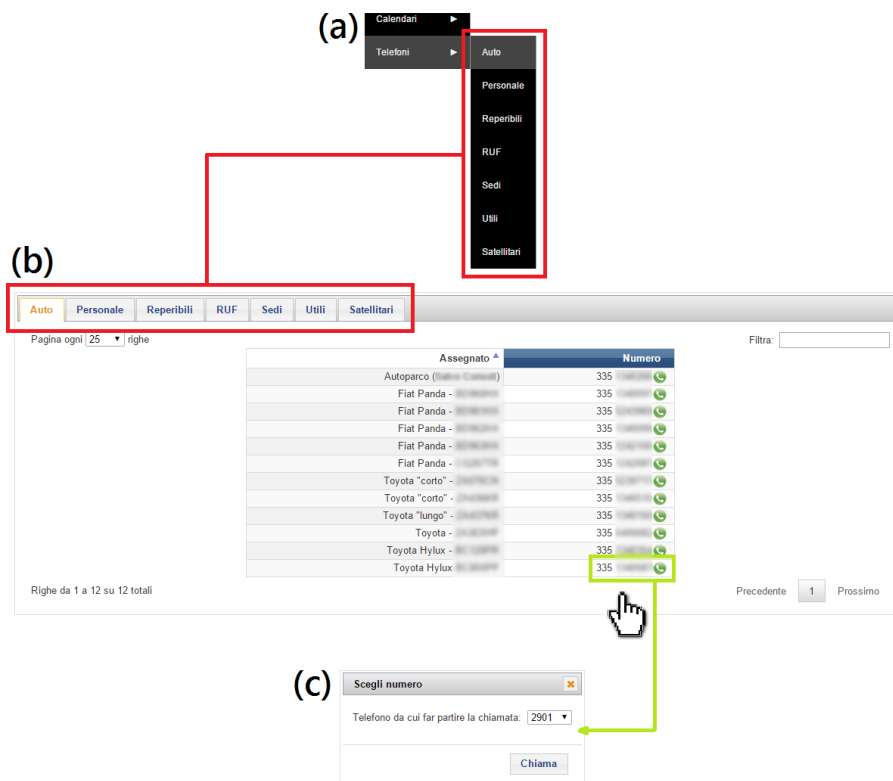 (a)
Calendari ▶
Telefoni ▶ Auto
Personale
Reperibili
RUF
Sedi
Utili
Satellitari
(b)
Auto Personale Reperibili RUF Sedi Utili Satellitari
Pagina ogni 25 ▼ righe Filtra:
Assegnato Numero
Autoparco ( ) 335
Fiat Panda - 335
Fiat Panda - 335
Fiat Panda - 335
Fiat Panda - 335
Fiat Panda - 335
Toyota "corto" - 335
Toyota "corto" - 335
Toyota "lungo" - 335
Toyota - 335
Toyota Hylux - 335
Toyota Hylux 335
Righe da 1 a 12 su 12 totali Precedente 1 Prossimo
(c)
Scegli numero
Telefono da cui far partire la chiamata: 2901 ▼
Chiama